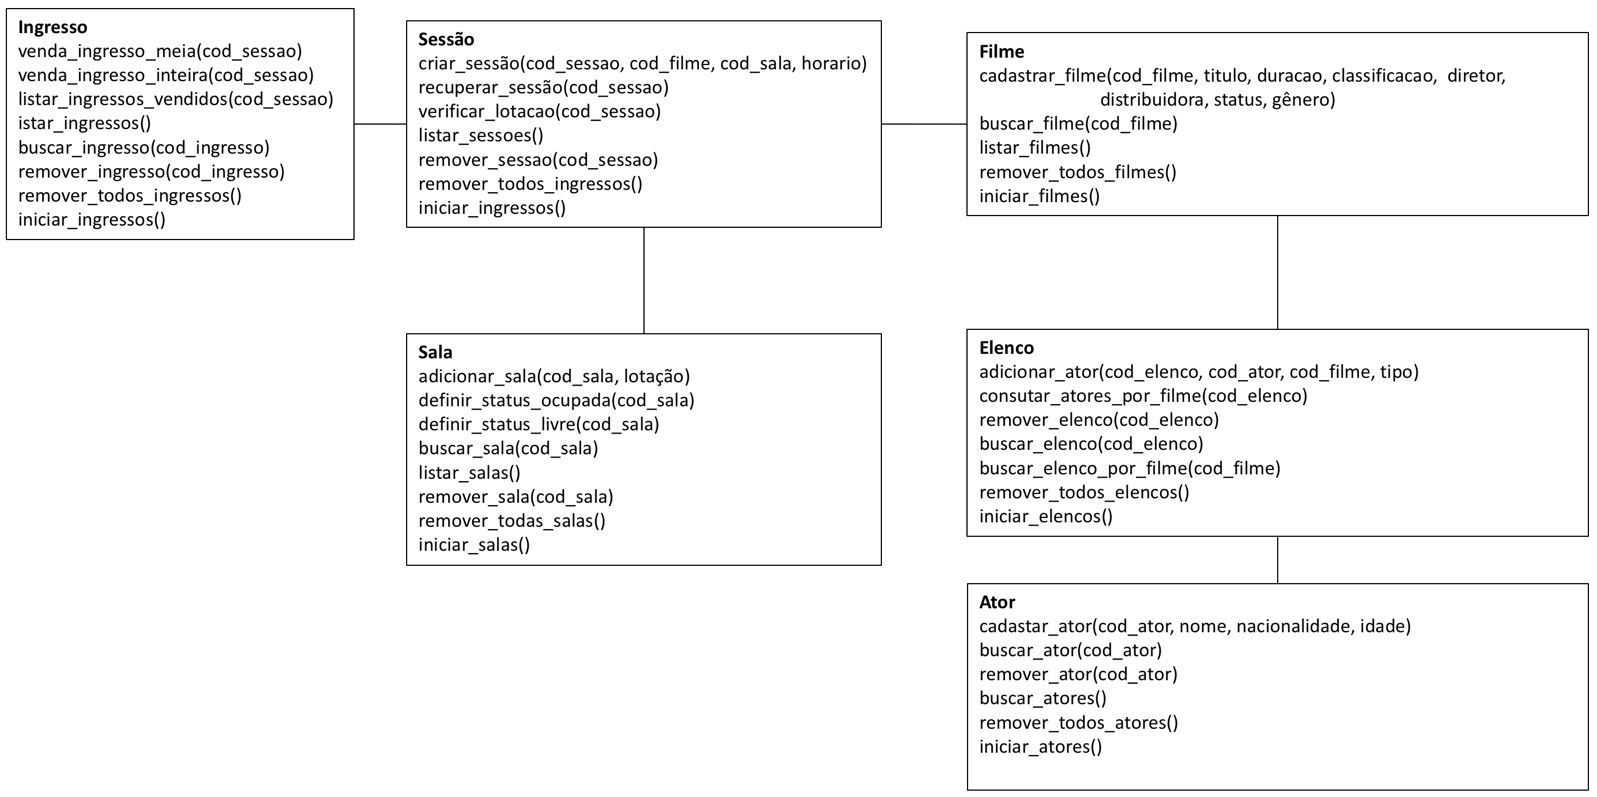 Ingresso
venda_ingresso_meia(cod_sessao)
venda_ingresso_inteira(cod_sessao)
listar_ingressos_vendidos(cod_sessao)
istar_ingressos()
buscar_ingresso(cod_ingresso)
remover_ingresso(cod_ingresso)
remover_todos_ingressos()
iniciar_ingressos()
Sessão
criar_sessão(cod_sessao, cod_filme, cod_sala, horario)
recuperar_sessão(cod_sessao)
verificar_lotacao(cod_sessao)
listar_sessoes()
remover_sessao(cod_sessao)
remover_todos_ingressos()
iniciar_ingressos()
Filme
cadastrar_filme(cod_filme, titulo, duracao, classificacao, diretor,
distribuidora, status, gênero)
buscar_filme(cod_filme)
listar_filmes()
remover_todos_filmes()
iniciar_filmes()
Sala
adicionar_sala(cod_sala, lotação)
definir_status_ocupada(cod_sala)
definir_status_livre(cod_sala)
buscar_sala(cod_sala)
listar_salas()
remover_sala(cod_sala)
remover_todas_salas()
iniciar_salas()
Elenco
adicionar_ator(cod_elenco, cod_ator, cod_filme, tipo)
consutar_atores_por_filme(cod_elenco)
remover_elenco(cod_elenco)
buscar_elenco(cod_elenco)
buscar_elenco_por_filme(cod_filme)
remover_todos_elencos()
iniciar_elencos()
Ator
cadastar_ator(cod_ator, nome, nacionalidade, idade)
buscar_ator(cod_ator)
remover_ator(cod_ator)
buscar_atores()
remover_todos_atores()
iniciar_atores()